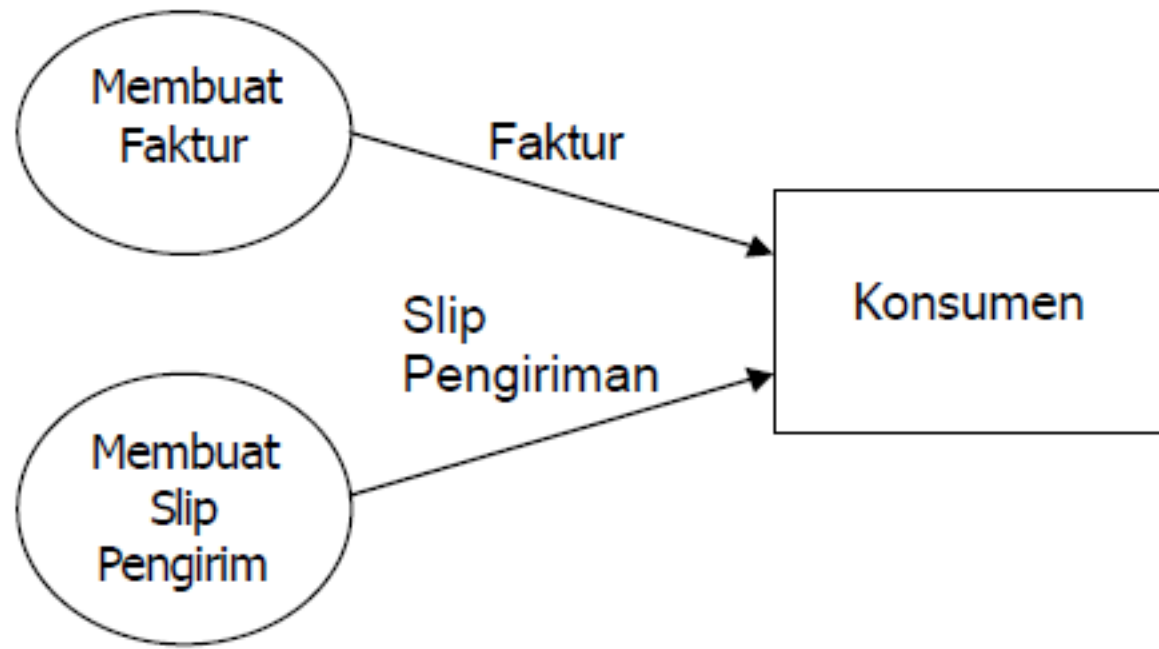 Membuat
Faktur
Faktur
Konsumen
Slip
Pengiriman
Membuat
Slip
Pengirim